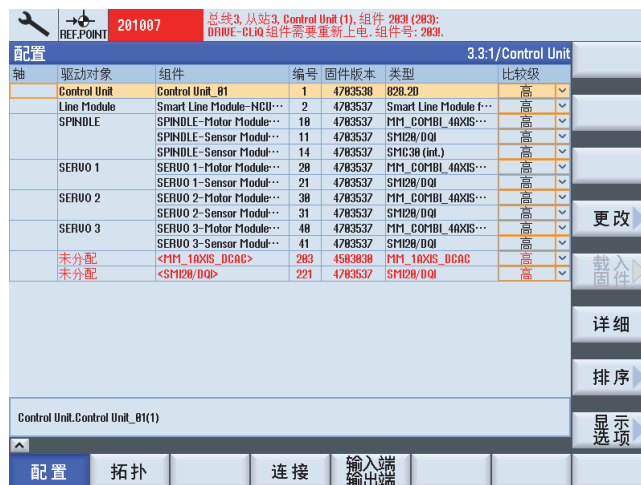 REF.POINT
201007
总线3, 从站3, Control Unit (1), 组件 203! (203):
DRIVE-CLiQ 组件需要重新上电. 组件号: 203!.
配置 3.3:1/Control Unit
轴 驱动对象 组件 编号 固件版本 类型 比较级
Control Unit Control Unit_01 1 4703538 828.2D 高
Line Module Smart Line Module-NCU··· 2 4703537 Smart Line Module f··· 高
SPINDLE SPINDLE-Motor Module··· 10 4703537 MM_COMBI_4AXIS··· 高
SPINDLE-Sensor Modul··· 11 4703537 SMI20/DQI 高
SPINDLE-Sensor Modul··· 14 4703537 SMC30 (int.) 高
SERVO 1 SERVO 1-Motor Module··· 20 4703537 MM_COMBI_4AXIS··· 高
SERVO 1-Sensor Modul··· 21 4703537 SMI20/DQI 高
SERVO 2 SERVO 2-Motor Module··· 30 4703537 MM_COMBI_4AXIS··· 高
SERVO 2-Sensor Modul··· 31 4703537 SMI20/DQI 高
SERVO 3 SERVO 3-Motor Module··· 40 4703537 MM_COMBI_4AXIS··· 高
SERVO 3-Sensor Modul··· 41 4703537 SMI20/DQI 高
未分配 <MM_1AXIS_DCAC> 203 4503030 MM_1AXIS_DCAC 高
未分配 <SMI20/DQI> 221 4703537 SMI20/DQI 高
更改
载入
固件
详细
排序
显示
选项
Control Unit.Control Unit_01(1)
配置 拓扑 连接 输入端
输出端